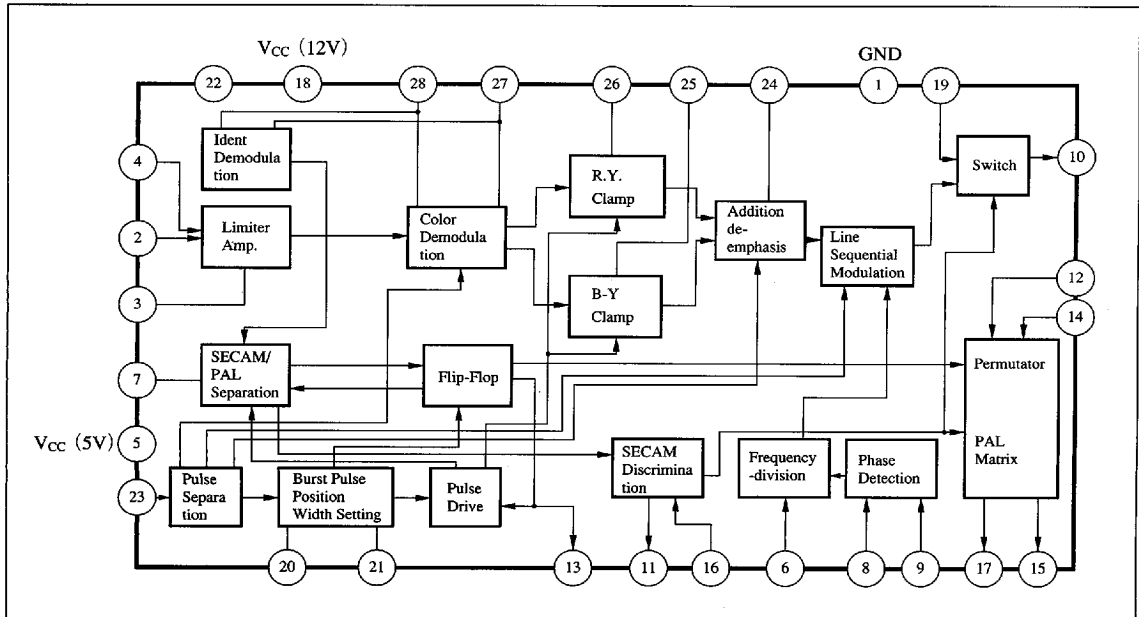 VCC (12V)
GND
22
18
28
27
26
25
24
1
19
Ident
Demodula
tion
4
R.Y.
Clamp
Switch
10
2
Limiter
Amp.
Color
Demodula
tion
Addition
de-
emphasis
Line
Sequential
Modulation
3
B-Y
Clamp
12
14
7
SECAM/
PAL
Separation
Flip-Flop
Permutator
PAL
Matrix
VCC (5V)
5
23
Pulse
Separa
tion
Burst Pulse
Position
Width Setting
Pulse
Drive
SECAM
Discrimina
tion
Frequency
-division
Phase
Detection
20
21
13
11
16
6
8
9
17
15